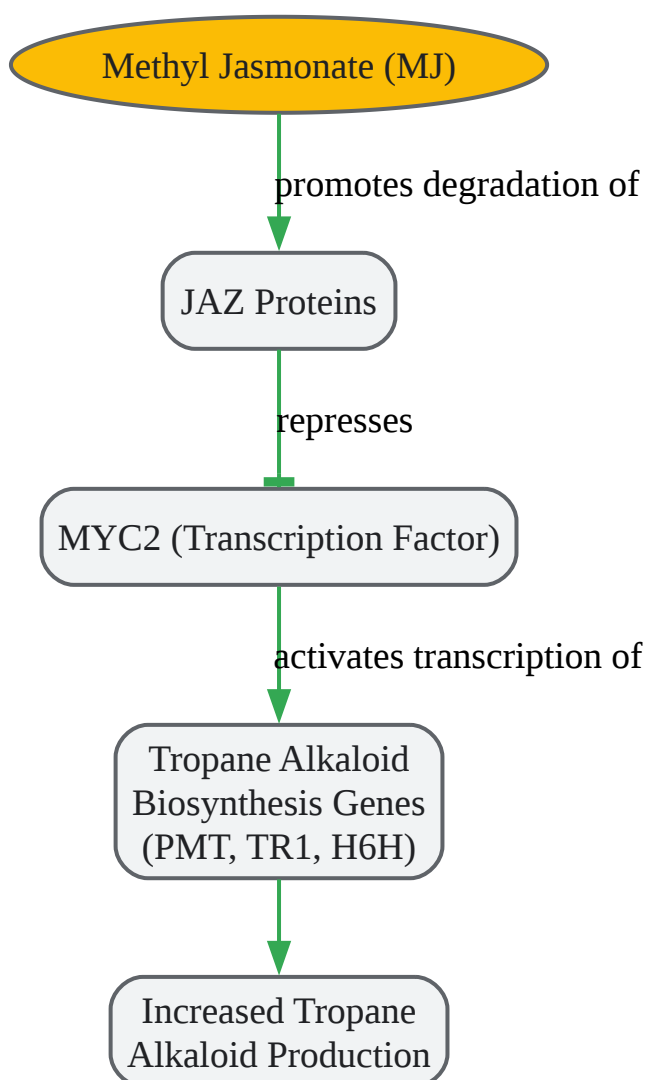 Methyl Jasmonate (MJ)
promotes degradation of
JAZ Proteins
represses
MYC2 (Transcription Factor)
activates transcription of
Tropane Alkaloid
Biosynthesis Genes
(PMT, TR1, H6H)
Increased Tropane
Alkaloid Production